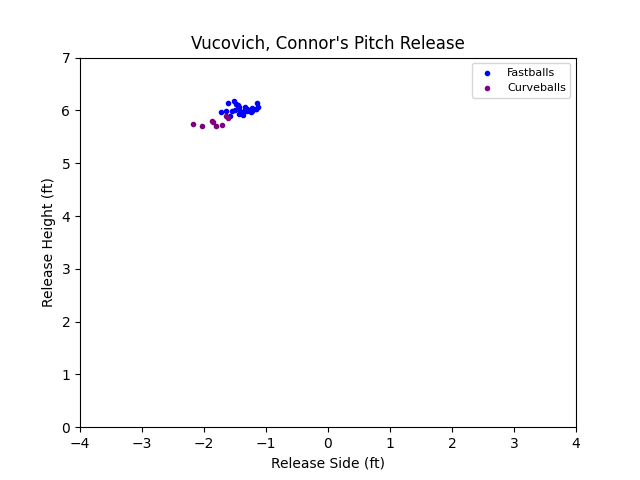 Vucovich, Connor's Pitch Release
Release Height (ft)
7
6
5
4
3
2
1
0
Fastballs
Curveballs
−4 −3 −2 −1 0 1 2 3 4
Release Side (ft)